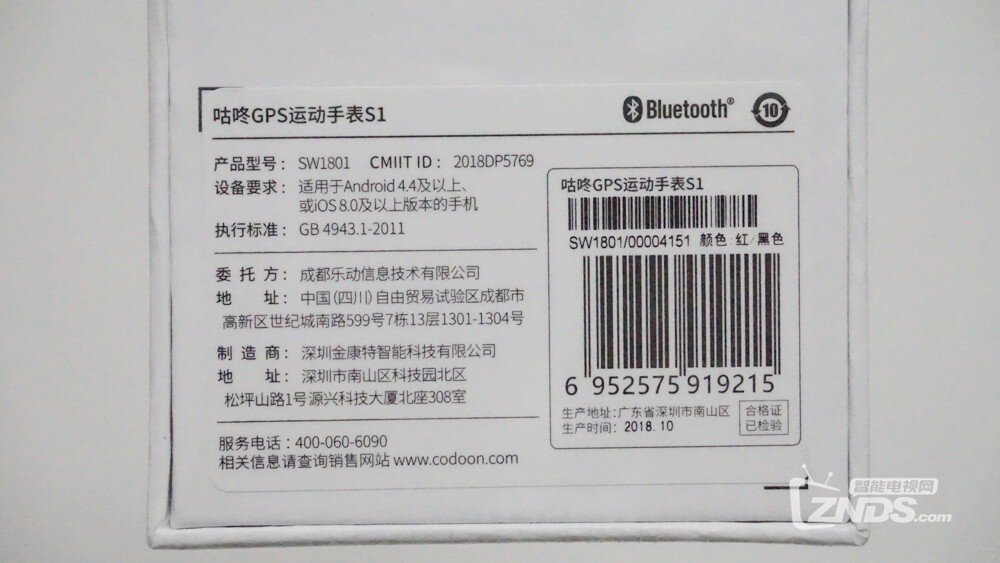 咕咚GPS运动手表S1
Bluetooth®
10
产品型号： SW1801 CMIIT ID： 2018DP5769
设备要求： 适用于Android 4.4及以上、
或iOS 8.0及以上版本的手机
执行标准： GB 4943.1-2011
委托方： 成都乐动信息技术有限公司
地址： 中国（四川）自由贸易试验区成都市
高新区世纪城南路599号7栋13层1301-1304号
制造商： 深圳金康特智能科技有限公司
地址： 深圳市南山区科技园北区
松坪山路1号源兴科技大厦北座308室
服务电话：400-060-6090
相关信息请查询销售网站 www.codoon.com
咕咚GPS运动手表S1
SW1801/00004151 颜色 红/黑色
6 952575 919215
生产地址:广东省深圳市南山区
生产时间: 2018.10
合格证
已检验
智能电视网
ZNDS.com